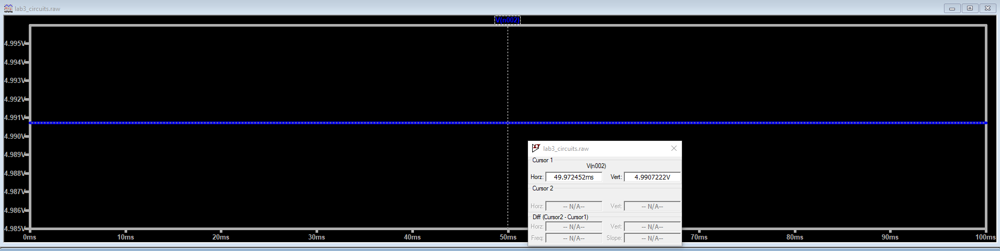 lab3_circuits.raw
V(n002)
4.995V
4.994V
4.993V
4.992V
4.991V
4.990V
4.989V
4.988V
4.987V
4.986V
4.985V
0ms 10ms 20ms 30ms 40ms 50ms 70ms 80ms 90ms 100ms
lab3_circuits.raw
Cursor 1
V(n002)
Horz: 49.972452ms Vert: 4.9907222V
Cursor 2
Horz: -- N/A-- Vert: -- N/A--
Diff (Cursor2 - Cursor1)
Horz: -- N/A-- Vert: -- N/A--
Freq: -- N/A-- Slope: -- N/A--